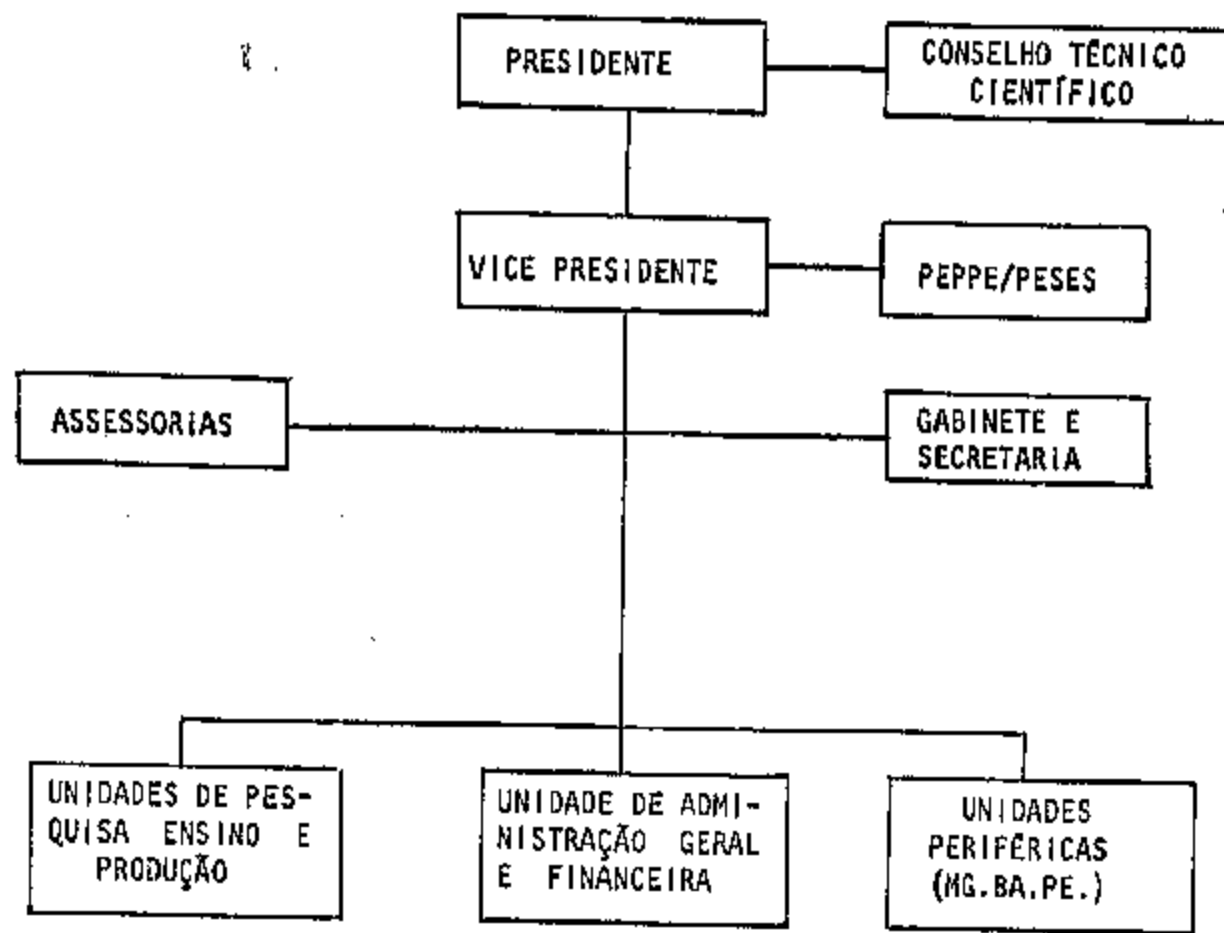 PRESIDENTE
CONSELHO TÉCNICO
CIENTÍFICO
VICE PRESIDENTE
PEPPE/PESES
ASSESSORIAS
GABINETE E
SECRETARIA
UNIDADES DE PES-
QUISA ENSINO E
PRODUÇÃO
UNIDADE DE ADMI-
NISTRAÇÃO GERAL
E FINANCEIRA
UNIDADES
PERIFÉRICAS
(MG.BA.PE.)